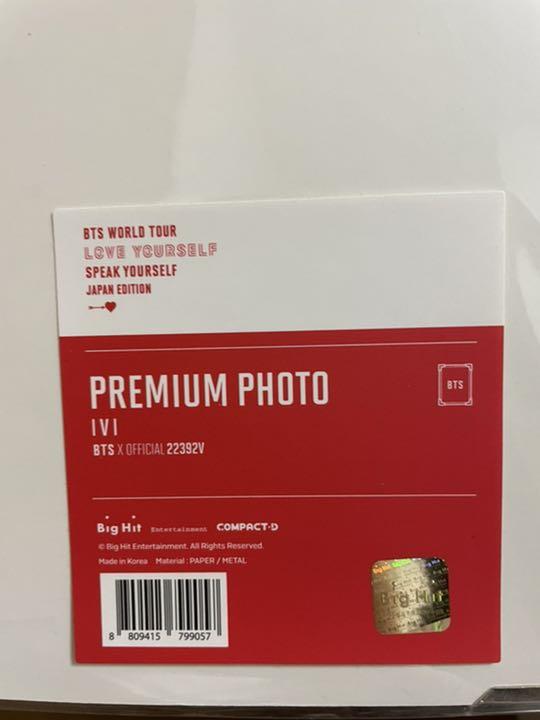 BTS WORLD TOUR
LOVE YOURSELF
SPEAK YOURSELF
JAPAN EDITION
PREMIUM PHOTO
BTS
I V I
BTS X OFFICIAL 22392V
Big Hit Entertainment COMPACT·D
© Big Hit Entertainment. All Rights Reserved.
Made in Korea Material : PAPER / METAL
8 809415 799057
Big Hit